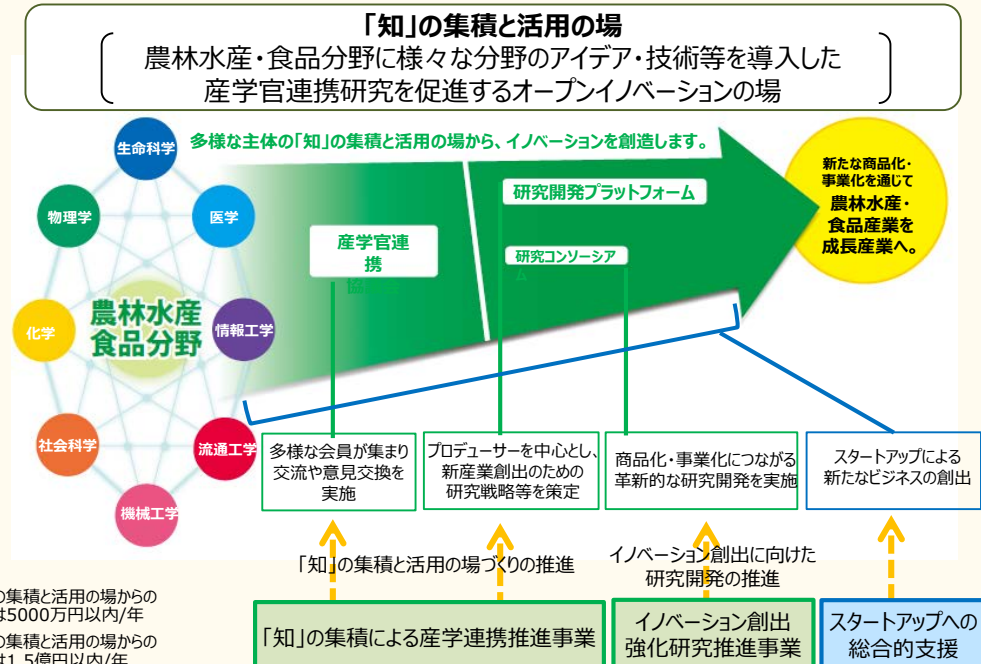 「知」の集積と活用の場
農林水産・食品分野に様々な分野のアイデア・技術等を導入した
産学官連携研究を促進するオープンイノベーションの場
多様な主体の「知」の集積と活用の場から、イノベーションを創造します。
生命科学
物理学
医学
化学
農林水産
食品分野
情報工学
社会科学
流通工学
機械工学
産学官連
携
研究開発プラットフォーム
研究コンソーシア
ム
新たな商品化・
事業化を通じて
農林水産・
食品産業を
成長産業へ。
多様な会員が集まり
交流や意見交換を
実施
プロデューサーを中心とし、
新産業創出のための
研究戦略等を策定
商品化・事業化につながる
革新的な研究開発を実施
スタートアップによる
新たなビジネスの創出
「知」の集積と活用の場づくりの推進
イノベーション創出に向けた
研究開発の推進
の集積と活用の場からの
は5000万円以内/年
の集積と活用の場からの
は1.5億円以内/年
「知」の集積による産学連携推進事業
イノベーション創出
強化研究推進事業
スタートアップへの
総合的支援